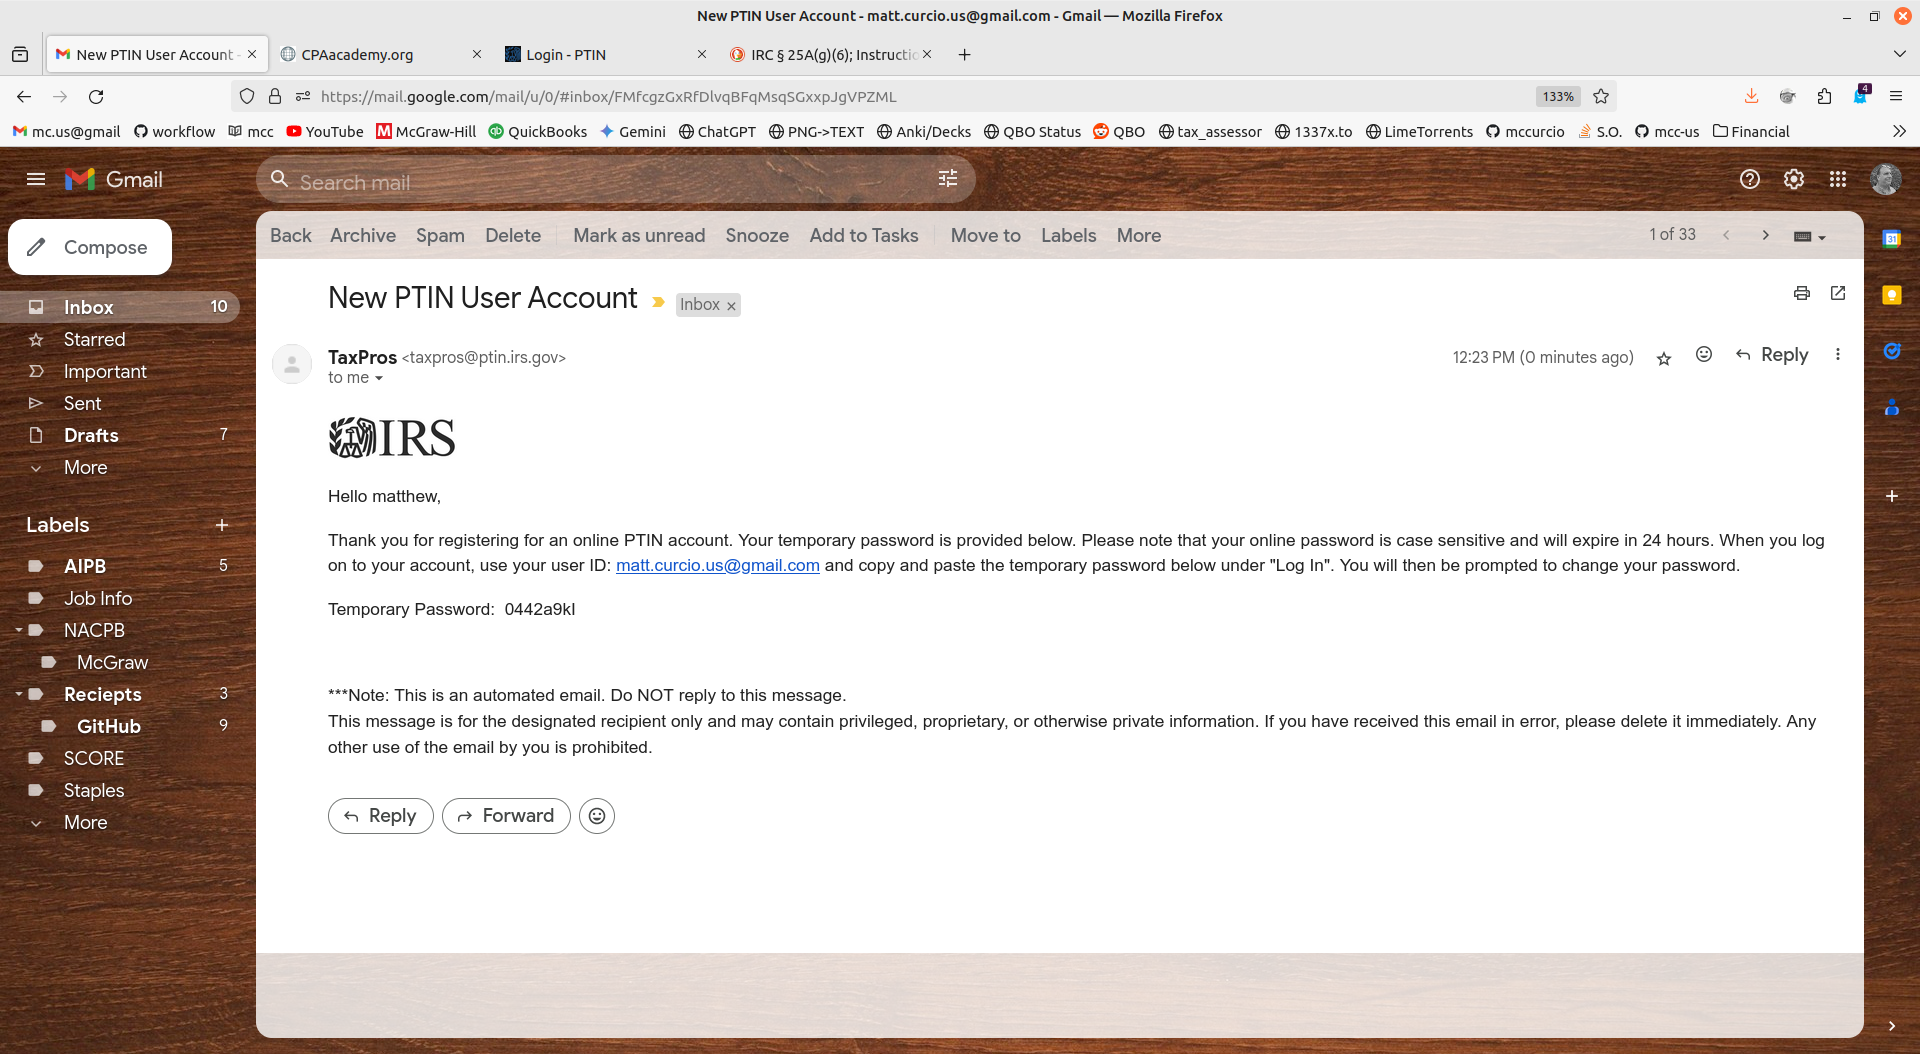 New PTIN User Account - matt.curcio.us@gmail.com - Gmail — Mozilla Firefox
New PTIN User Account -
CPAacademy.org
Login - PTIN
IRC § 25A(g)(6); Instructio
https://mail.google.com/mail/u/0/#inbox/FMfcgzGxRfDlvqBFqMsqSGxxpJgVPZML
133%
4
mc.us@gmail workflow mcc YouTube McGraw-Hill QuickBooks Gemini ChatGPT PNG->TEXT Anki/Decks QBO Status QBO tax_assessor 1337x.to LimeTorrents mccurcio S.O. mcc-us Financial
Gmail
Search mail
Compose
Inbox 10
Starred
Important
Sent
Drafts 7
More
Labels
AIPB 5
Job Info
NACPB
McGraw
Reciepts 3
GitHub 9
SCORE
Staples
More
Back Archive Spam Delete Mark as unread Snooze Add to Tasks Move to Labels More
1 of 33
31
New PTIN User Account
Inbox
TaxPros <taxpros@ptin.irs.gov>
12:23 PM (0 minutes ago)
Reply
to me
IRS
Hello matthew,
Thank you for registering for an online PTIN account. Your temporary password is provided below. Please note that your online password is case sensitive and will expire in 24 hours. When you log
on to your account, use your user ID: matt.curcio.us@gmail.com and copy and paste the temporary password below under "Log In". You will then be prompted to change your password.
Temporary Password: 0442a9kI
***Note: This is an automated email. Do NOT reply to this message.
This message is for the designated recipient only and may contain privileged, proprietary, or otherwise private information. If you have received this email in error, please delete it immediately. Any
other use of the email by you is prohibited.
Reply
Forward